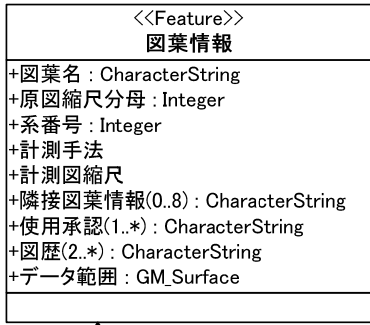 <<Feature>>
図葉情報
+図葉名 : CharacterString
+原図縮尺分母 : Integer
+系番号 : Integer
+計測手法
+計測図縮尺
+隣接図葉情報(0..8) : CharacterString
+使用承認(1..*) : CharacterString
+図歴(2..*) : CharacterString
+データ範囲 : GM_Surface